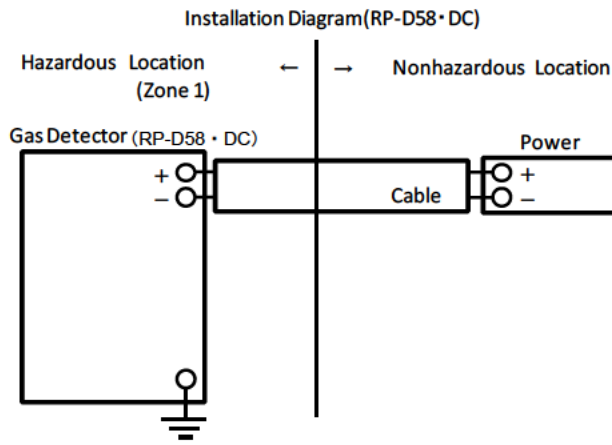 Installation Diagram(RP-D58・DC)
Hazardous Location ← → Nonhazardous Location
(Zone 1)
Gas Detector (RP-D58・DC) Power
+ +
− Cable −